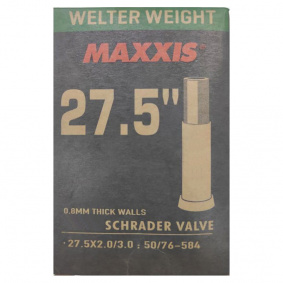 WELTER WEIGHT
MAXXIS
27.5"
0.8MM THICK WALLS
SCHRADER VALVE
·27.5X2.0/3.0 ; 50/76-584